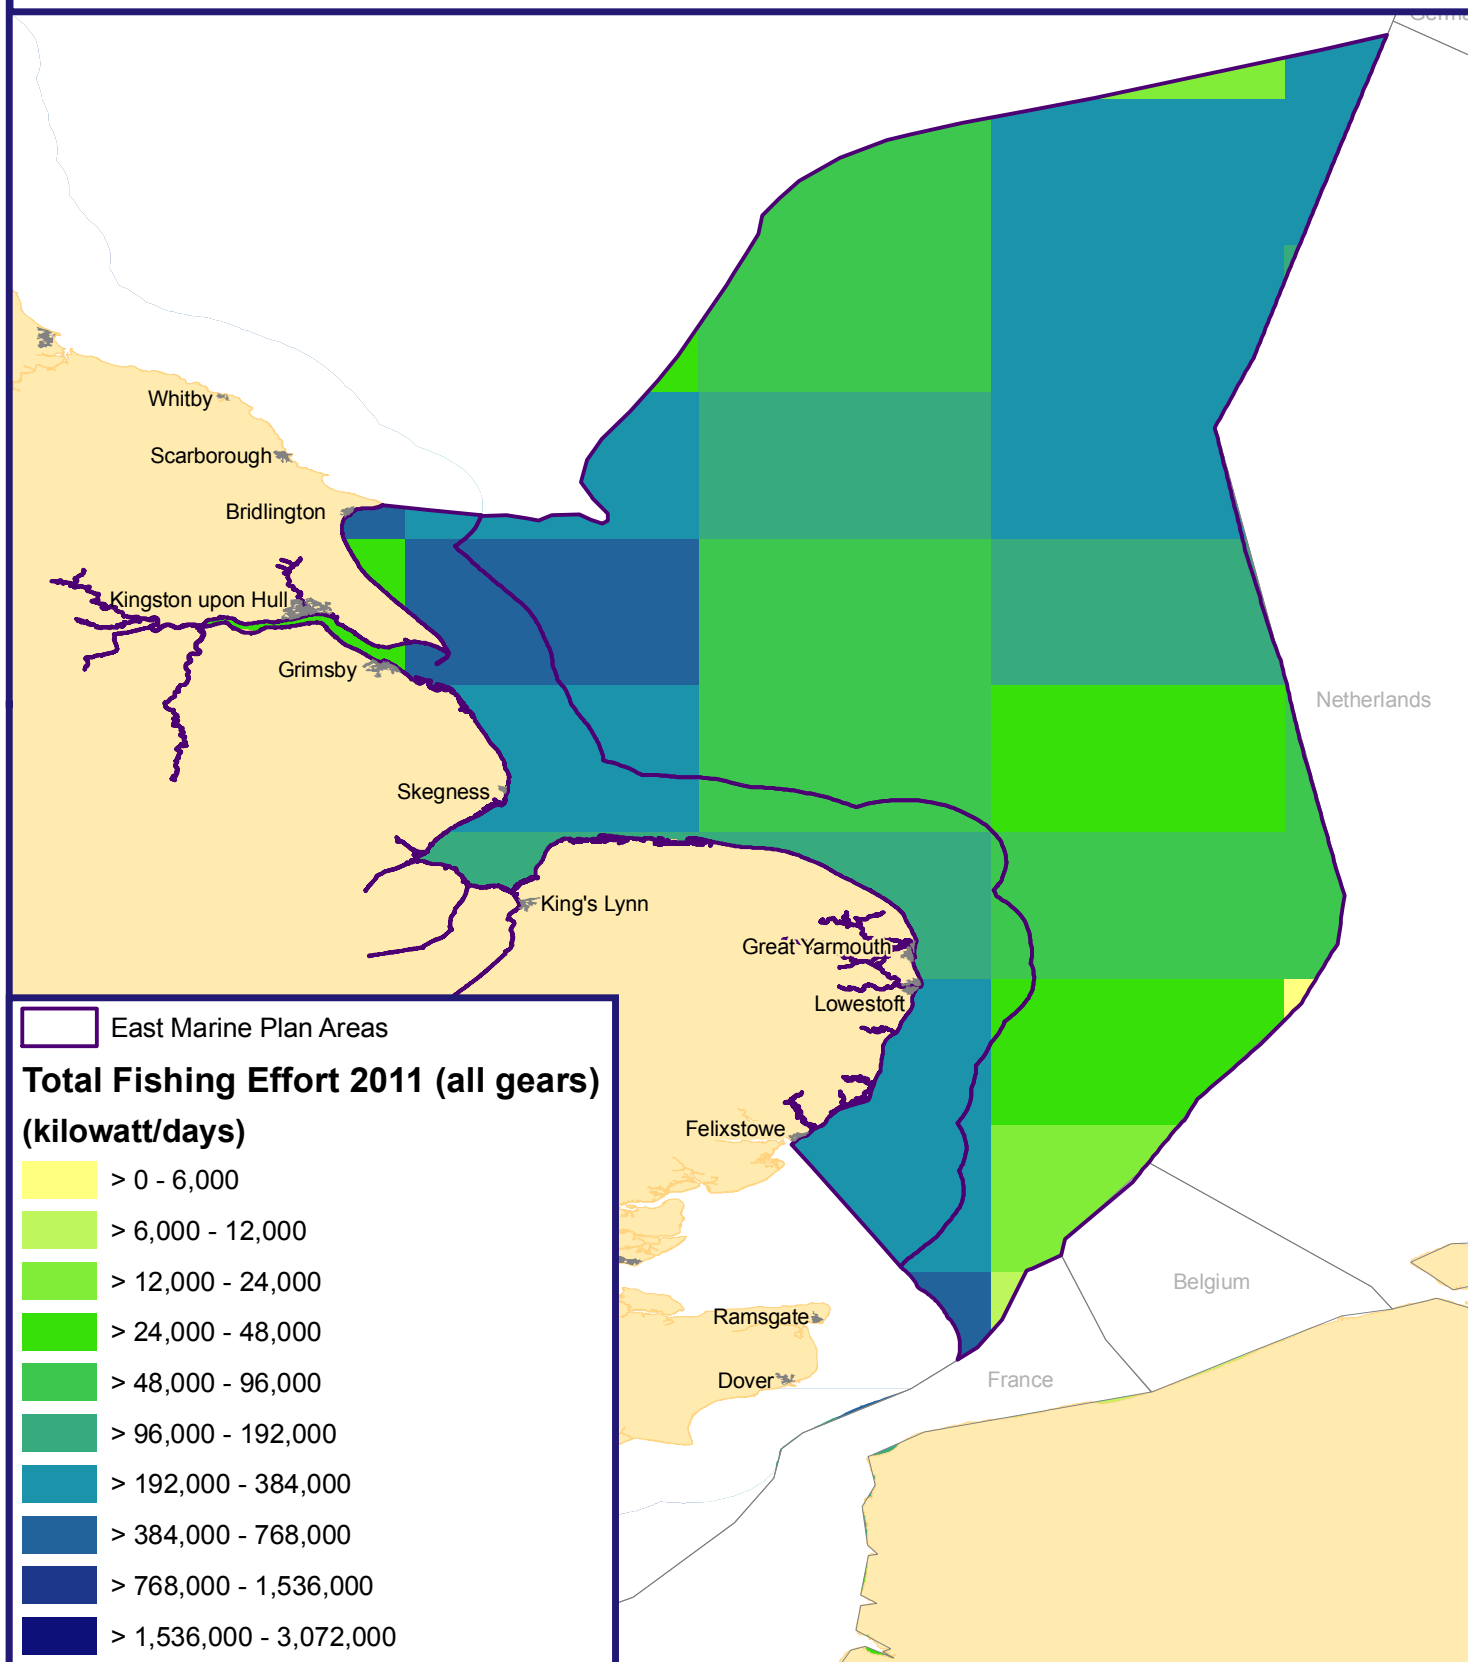 Whitby
Scarborough
Bridlington
Kingston upon Hull
Grimsby
Netherlands
Skegness
King's Lynn
Great Yarmouth
Lowestoft
Felixstowe
Belgium
Ramsgate
France
Dover
East Marine Plan Areas
Total Fishing Effort 2011 (all gears)
(kilowatt/days)
> 0 - 6,000
> 6,000 - 12,000
> 12,000 - 24,000
> 24,000 - 48,000
> 48,000 - 96,000
> 96,000 - 192,000
> 192,000 - 384,000
> 384,000 - 768,000
> 768,000 - 1,536,000
> 1,536,000 - 3,072,000